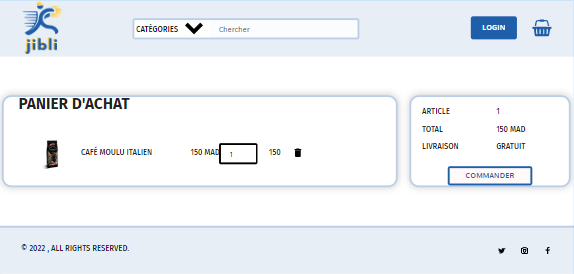 jibli
CATÉGORIES
Chercher
LOGIN
PANIER D'ACHAT
CAFÉ MOULU ITALIEN 150 MAD 1 150
ARTICLE 1
TOTAL 150 MAD
LIVRAISON GRATUIT
COMMANDER
© 2022 , ALL RIGHTS RESERVED.